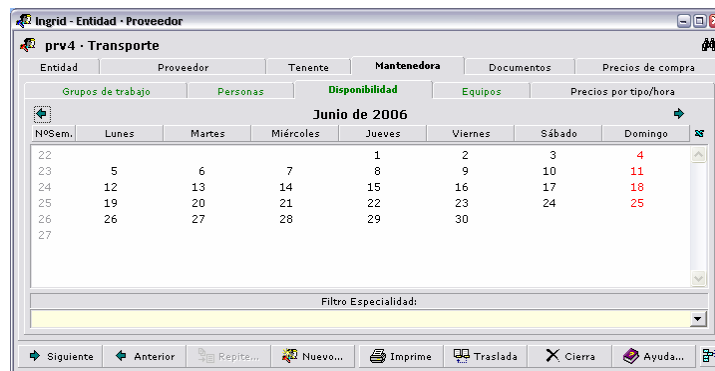 Ingrid - Entidad · Proveedor
prv4 · Transporte
Entidad Proveedor Tenente Mantenedora Documentos Precios de compra
Grupos de trabajo Personas Disponibilidad Equipos Precios por tipo/hora
Junio de 2006
NºSem. Lunes Martes Miércoles Jueves Viernes Sábado Domingo
22 1 2 3 4
23 5 6 7 8 9 10 11
24 12 13 14 15 16 17 18
25 19 20 21 22 23 24 25
26 26 27 28 29 30
27
Filtro Especialidad:
Siguiente Anterior Repite... Nuevo... Imprime Traslada Cierra Ayuda...